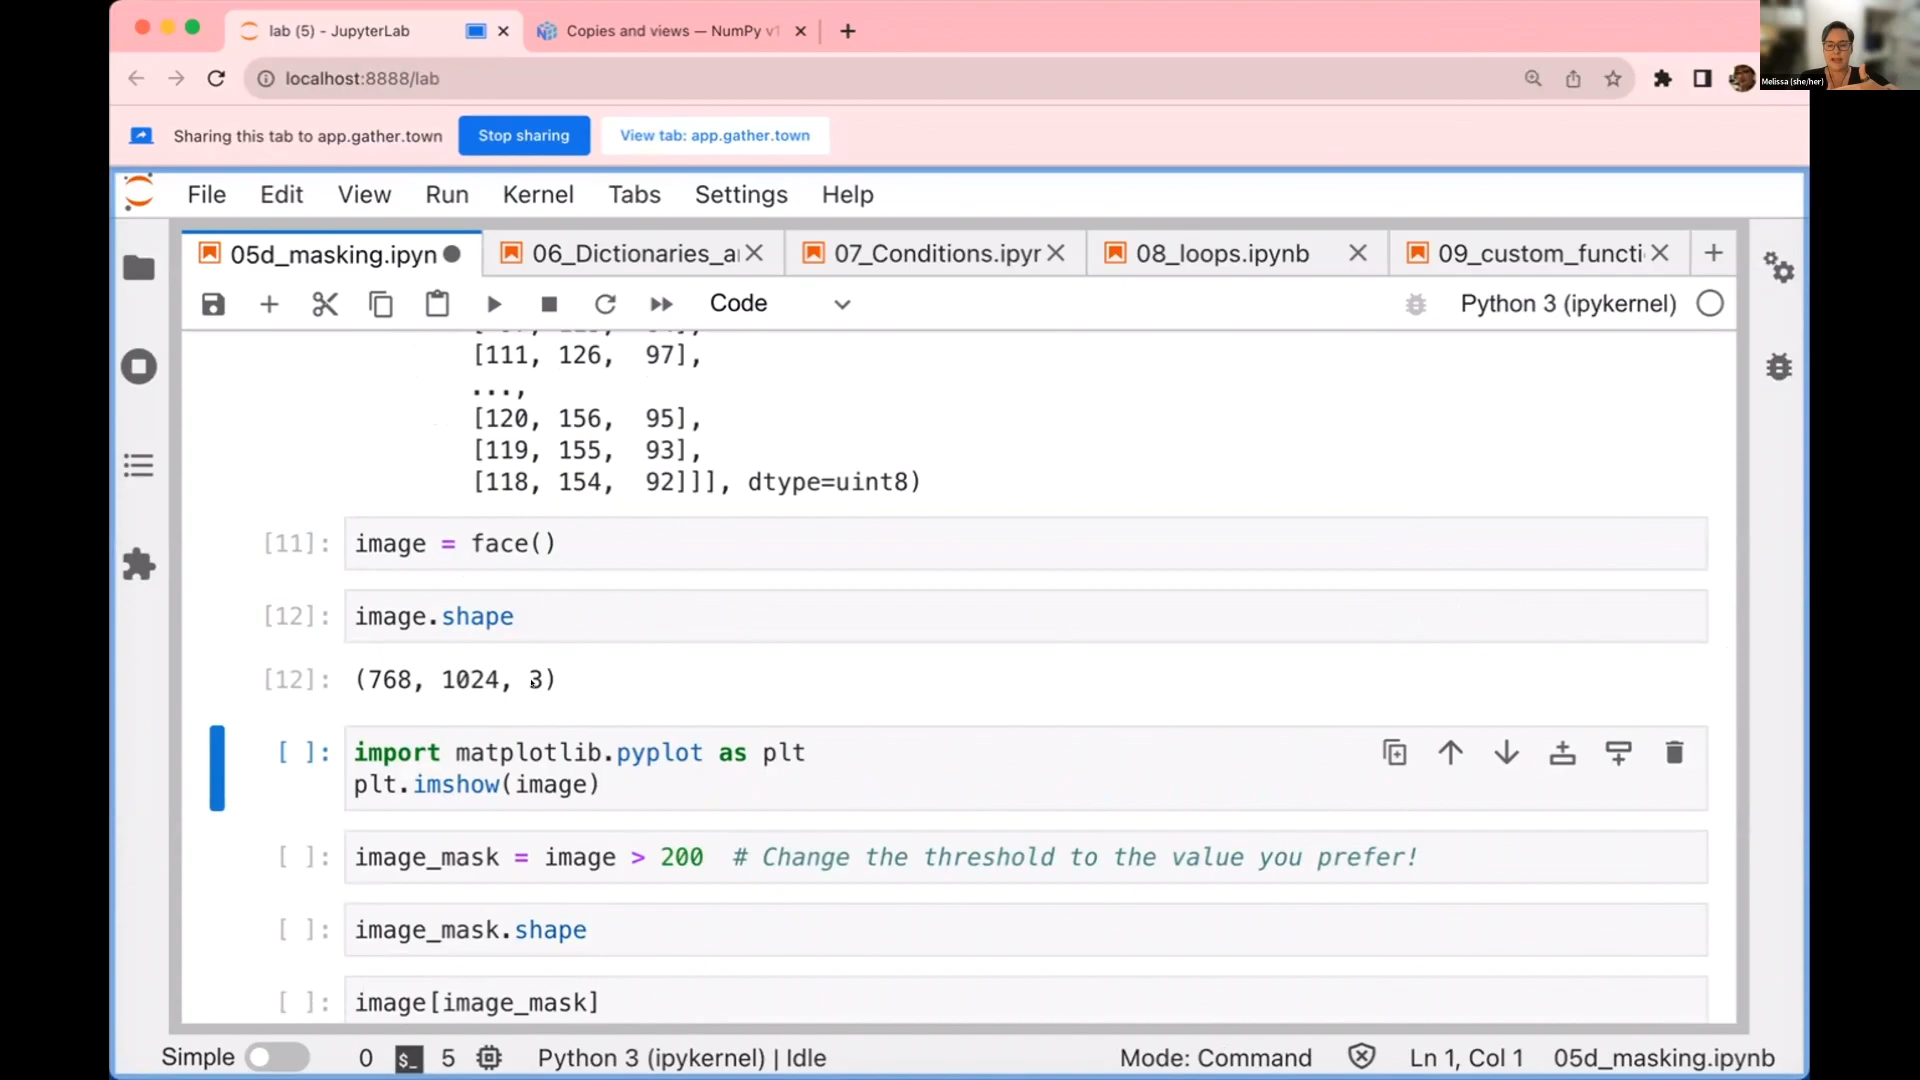 lab (5) - JupyterLab
Copies and views — NumPy v1
localhost:8888/lab
Melissa (she/her)
Sharing this tab to app.gather.town
Stop sharing
View tab: app.gather.town
File Edit View Run Kernel Tabs Settings Help
05d_masking.ipyn
06_Dictionaries_a
07_Conditions.ipyr
08_loops.ipynb
09_custom_functi
Code
Python 3 (ipykernel)
[111, 126, 97],
...,
[120, 156, 95],
[119, 155, 93],
[118, 154, 92]]], dtype=uint8)
[11]: image = face()
[12]: image.shape
[12]: (768, 1024, 3)
[ ]: import matplotlib.pyplot as plt
plt.imshow(image)
[ ]: image_mask = image > 200 # Change the threshold to the value you prefer!
[ ]: image_mask.shape
[ ]: image[image_mask]
Simple 0 $_ 5 Python 3 (ipykernel) | Idle Mode: Command Ln 1, Col 1 05d_masking.ipynb